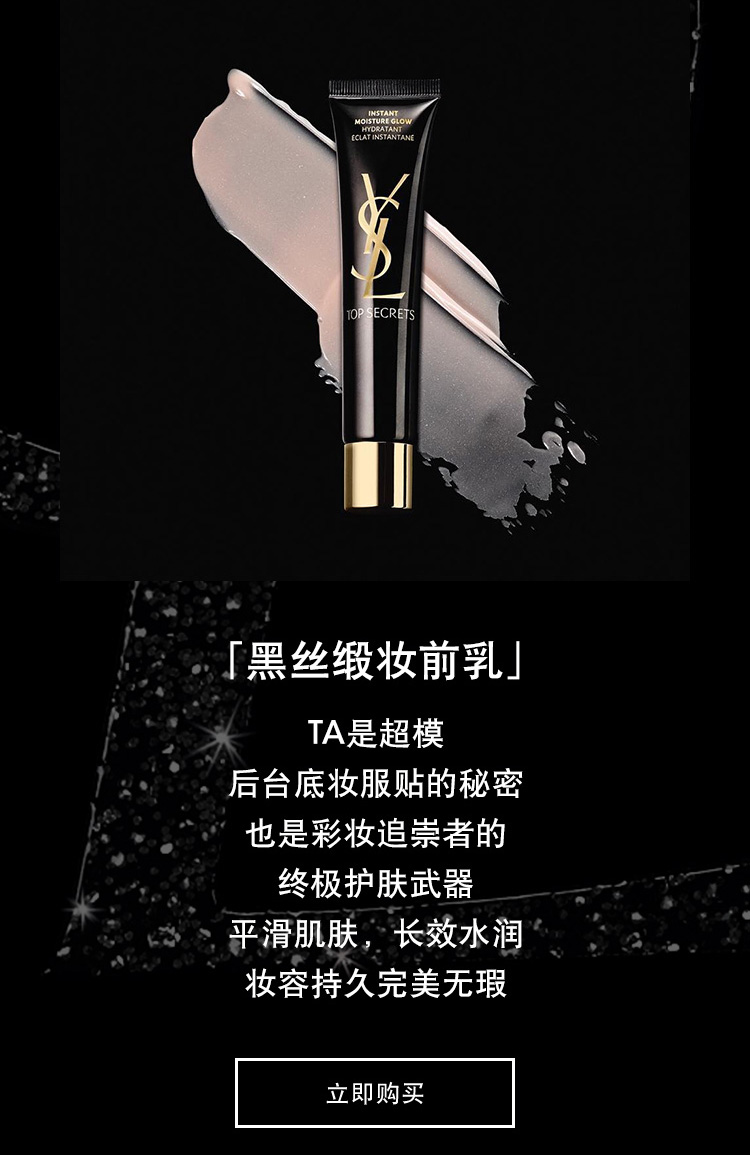 INSTANT
MOISTURE GLOW
HYDRATANT
ÉCLAT INSTANTANÉ
YSL
TOP SECRETS
「黑丝缎妆前乳」
TA是超模
后台底妆服贴的秘密
也是彩妆追崇者的
终极护肤武器
平滑肌肤，长效水润
妆容持久完美无瑕
立即购买